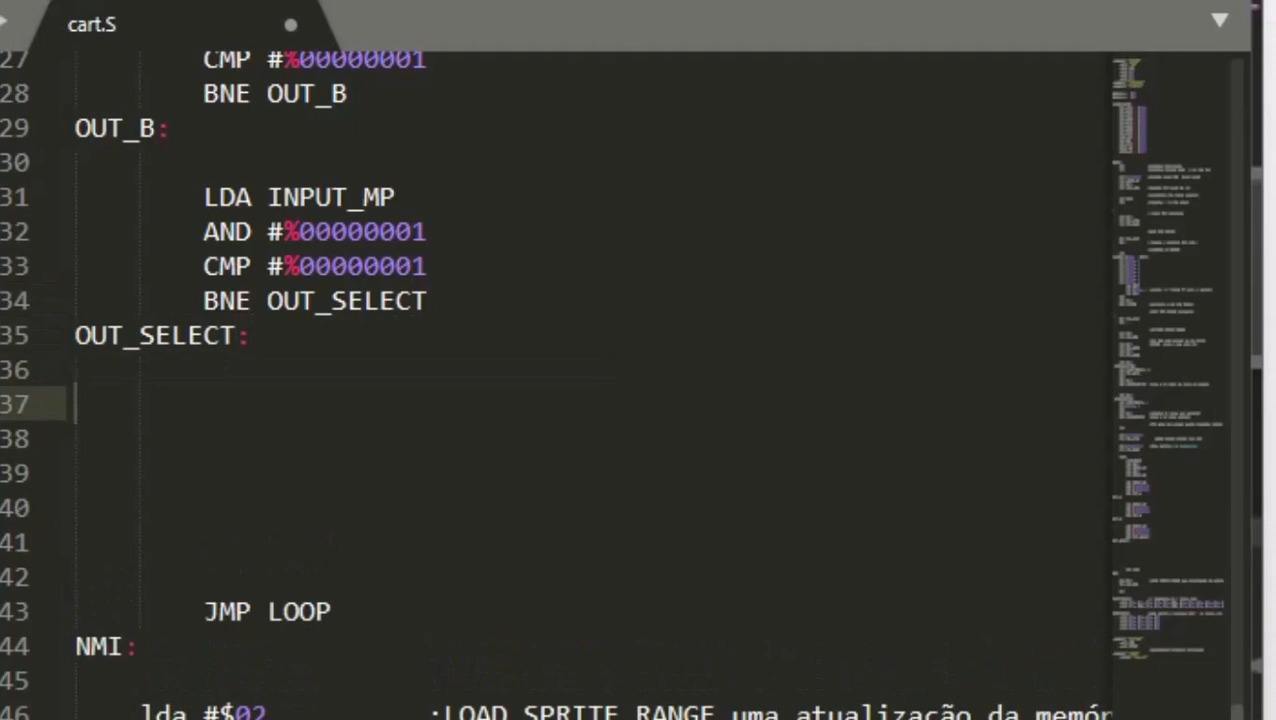 cart.S
27 CMP #%00000001
28 BNE OUT_B
29 OUT_B:
30
31 LDA INPUT_MP
32 AND #%00000001
33 CMP #%00000001
34 BNE OUT_SELECT
35 OUT_SELECT:
36
37
38
39
40
41
42
43 JMP LOOP
44 NMI:
45
46 lda #$02 ;LOAD SPRITE RANGE uma atualização da memór